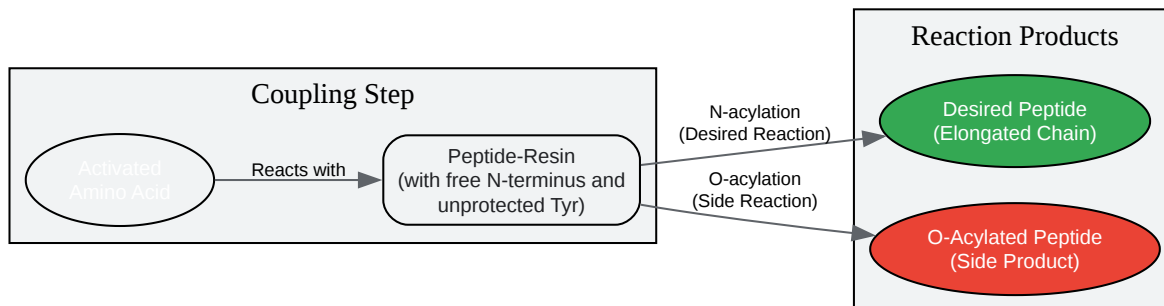 Coupling Step
Activated
Amino Acid
Reacts with
Peptide-Resin
(with free N-terminus and
unprotected Tyr)
N-acylation
(Desired Reaction)
O-acylation
(Side Reaction)
Reaction Products
Desired Peptide
(Elongated Chain)
O-Acylated Peptide
(Side Product)